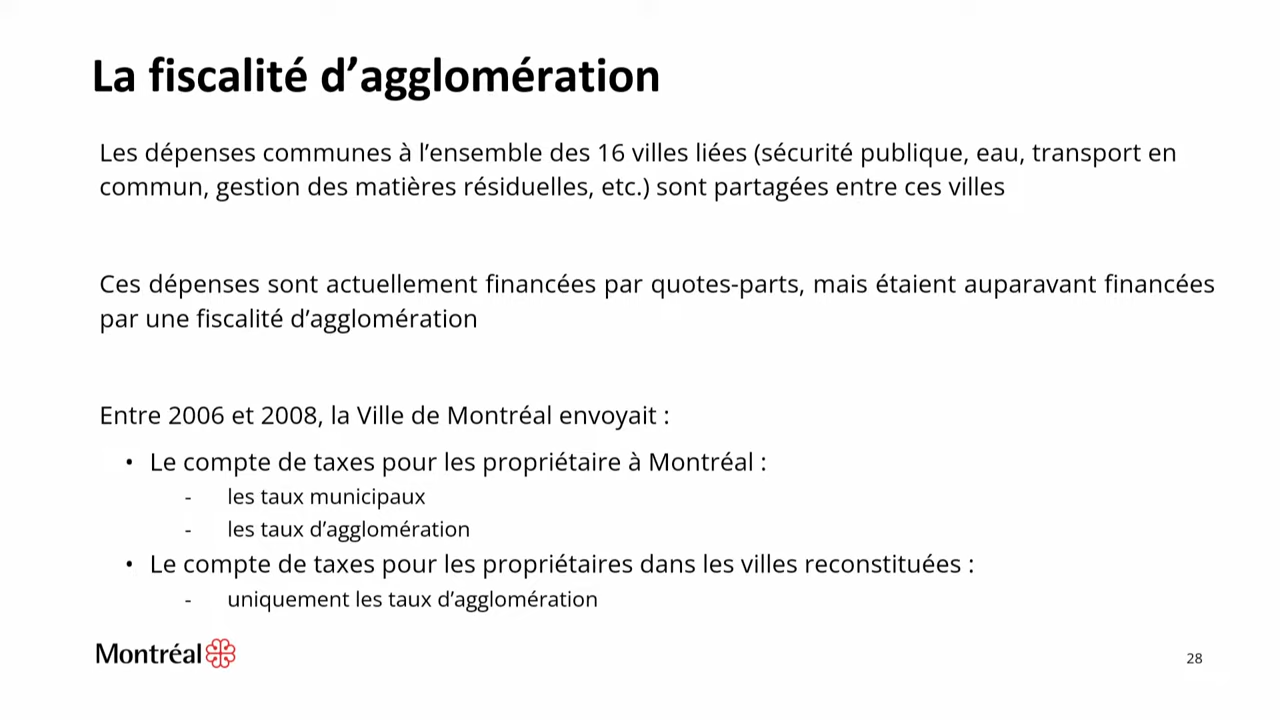 La fiscalité d’agglomération
Les dépenses communes à l’ensemble des 16 villes liées (sécurité publique, eau, transport en
commun, gestion des matières résiduelles, etc.) sont partagées entre ces villes
Ces dépenses sont actuellement financées par quotes-parts, mais étaient auparavant financées
par une fiscalité d’agglomération
Entre 2006 et 2008, la Ville de Montréal envoyait :
• Le compte de taxes pour les propriétaire à Montréal :
- les taux municipaux
- les taux d’agglomération
• Le compte de taxes pour les propriétaires dans les villes reconstituées :
- uniquement les taux d’agglomération
Montréal
28